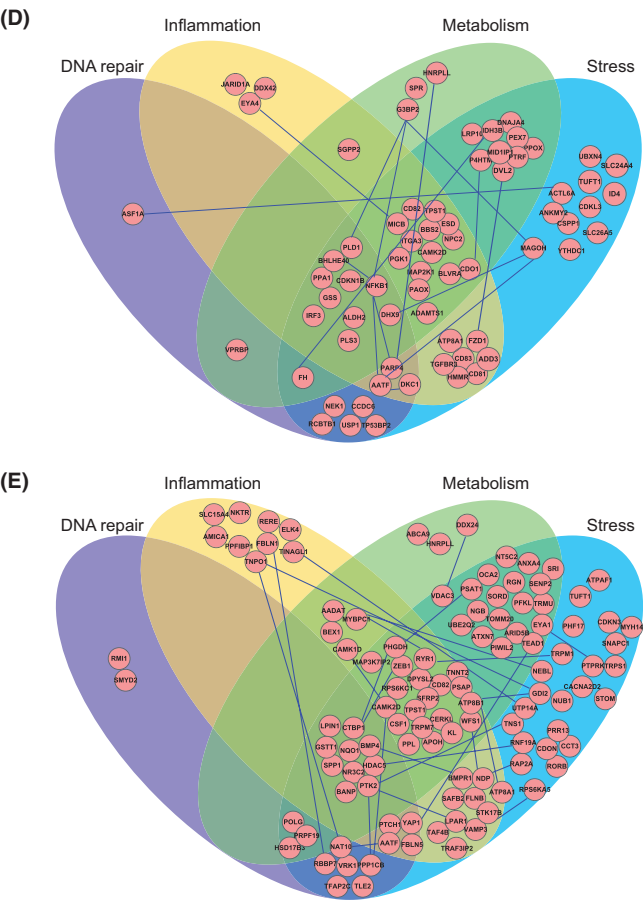 (D)
Inflammation
Metabolism
DNA repair
Stress
HNRPLL
JARID1A
DDX42
SPR
EYA4
G3BP2
DNAJA4
LRP10
IDH3B
PEX7
PPOX
SGPP2
MID1IP1
PTRF
P4HTM
DVL2
UBXN4
SLC24A4
TUFT1
ACTL6A
ID4
CDKL3
ASF1A
CD82
TPST1
ANKMY2
CSPP1
MICB
BBS2
ESD
SLC26A5
ITGA3
NPC2
PLD1
CAMK2D
MAGOH
YTHDC1
BHLHE40
PGK1
PPA1
CDKN1B
NFKB1
MAP2K1
BLVRA
CDO1
GSS
PAOX
IRF3
ALDH2
DHX9
ADAMTS1
PLS3
ATP8A1
FZD1
VPRBP
CD83
ADD3
PARP4
TGFBR3
FH
AATF
DKC1
HMMR
CD81
NEK1
CCDC6
RCBTB1
USP1
TP53BP2
(E)
Inflammation
Metabolism
DNA repair
Stress
SLC15A4
NKTR
RERE
ELK4
DDX24
ABCA9
HNRPLL
AMICA1
PPFIBP1
FBLN1
TINAGL1
TNPO1
NT5C2
ANXA4
SRI
OCA2
RGN
SENP2
ATPAF1
VDAC3
PSAT1
SORD
PFKL
TRMU
TUFT1
AADAT
MYBPC1
NGB
TOMM20
BEX1
UBE2Q2
ARID5B
EYA1
PHF17
CDKN3
MYH14
ATXN7
TEAD1
SNAPC1
CAMK1D
PHGDH
PIWIL2
MAP3K7IP2
ZEB1
RYR1
TRPM1
RMI1
DPYSL2
TNNT2
NEBL
PTPRK
TRPS1
SMYD2
RPS6KC1
CD82
PSAP
SFRP2
GDI2
CACNA2D2
CAMK2D
TPST1
ATP8B1
UTP14A
NUB1
STOM
LPIN1
CTBP1
CSF1
TRPM7
CERKL
WFS1
TNS1
KL
PRR13
GSTT1
NQO1
BMP4
PPL
APOH
RNF19A
CDON
CCT3
SPP1
NR3C2
HDAC5
RAP2A
RORB
BANP
PTK2
BMPR1
NDP
SAFB2
FLNB
ATP8A1
RPS6KA5
POLG
PTCH1
YAP1
LPAR1
STK17B
PRPF19
TAF4B
VAMP3
HSD17B3
NAT10
AATF
FBLN5
TRAF3IP2
RBBP7
VRK1
PPP1CB
TFAP2C
TLE2